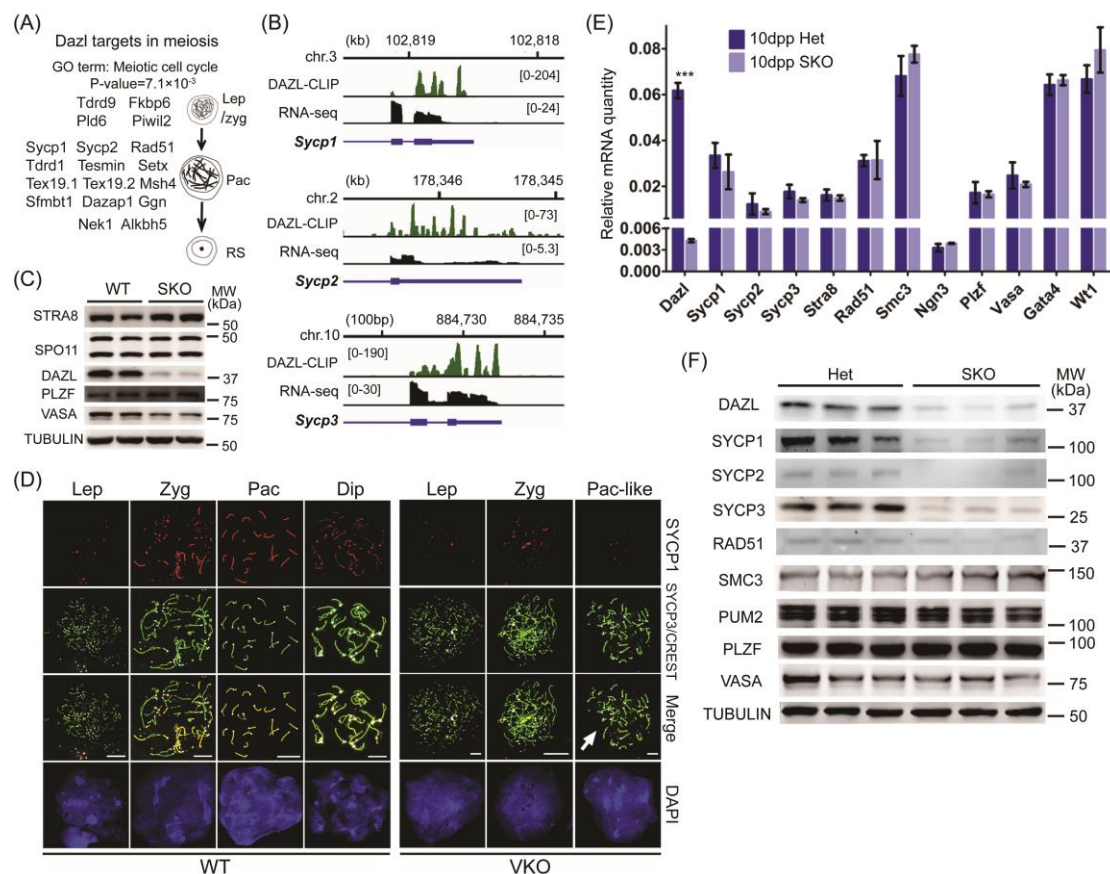 (A)
Dazl targets in meiosis
GO term: Meiotic cell cycle
P-value=7.1×10⁻³
Tdrd9 Fkbp6
Pld6 Piwil2
Lep
/zyg
Sycp1 Sycp2 Rad51
Tdrd1 Tesmin Setx
Tex19.1 Tex19.2 Msh4
Sfmbt1 Dazap1 Ggn
Nek1 Alkbh5
Pac
RS
(B)
(kb) 102,819 102,818
chr.3
DAZL-CLIP [0-204]
RNA-seq [0-24]
Sycp1
(kb) 178,346 178,345
chr.2
DAZL-CLIP [0-73]
RNA-seq [0-5.3]
Sycp2
(100bp) 884,730 884,735
chr.10
DAZL-CLIP [0-190]
RNA-seq [0-30]
Sycp3
(C)
WT SKO MW
(kDa)
STRA8 50
SPO11 50
DAZL 37
PLZF 75
VASA 75
TUBULIN 50
(D)
Lep Zyg Pac Dip Lep Zyg Pac-like
SYCP1
SYCP3/CREST
Merge
DAPI
WT VKO
(E)
Relative mRNA quantity
10dpp Het
10dpp SKO
***
0.08
0.06
0.04
0.02
0.006
0.003
0.000
Dazl Sycp1 Sycp2 Sycp3 Stra8 Rad51 Smc3 Ngn3 Plzf Vasa Gata4 Wt1
(F)
Het SKO MW
(kDa)
DAZL 37
SYCP1 100
SYCP2 100
SYCP3 25
RAD51 37
SMC3 150
PUM2 100
PLZF 100
VASA 75
TUBULIN 50